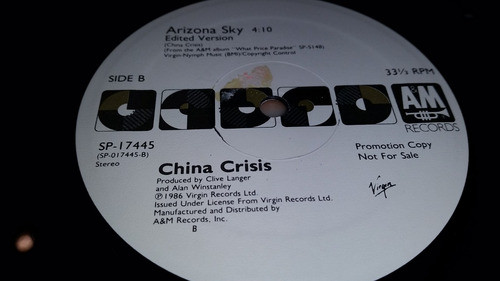 Arizona Sky 4:10
Edited Version
(China Crisis)
(From the A&M album "What Price Paradise" SP-5148)
Virgin-Nymph Music (BMI)/Copyright Control
SIDE B
33⅓ RPM
A&M
RECORDS
SP-17445
(SP-017445-B)
Stereo
Promotion Copy
Not For Sale
China Crisis
Produced by Clive Langer
and Alan Winstanley
℗1986 Virgin Records Ltd.
Issued Under License From Virgin Records Ltd.
Manufactured and Distributed by
A&M Records, Inc.
B
Virgin